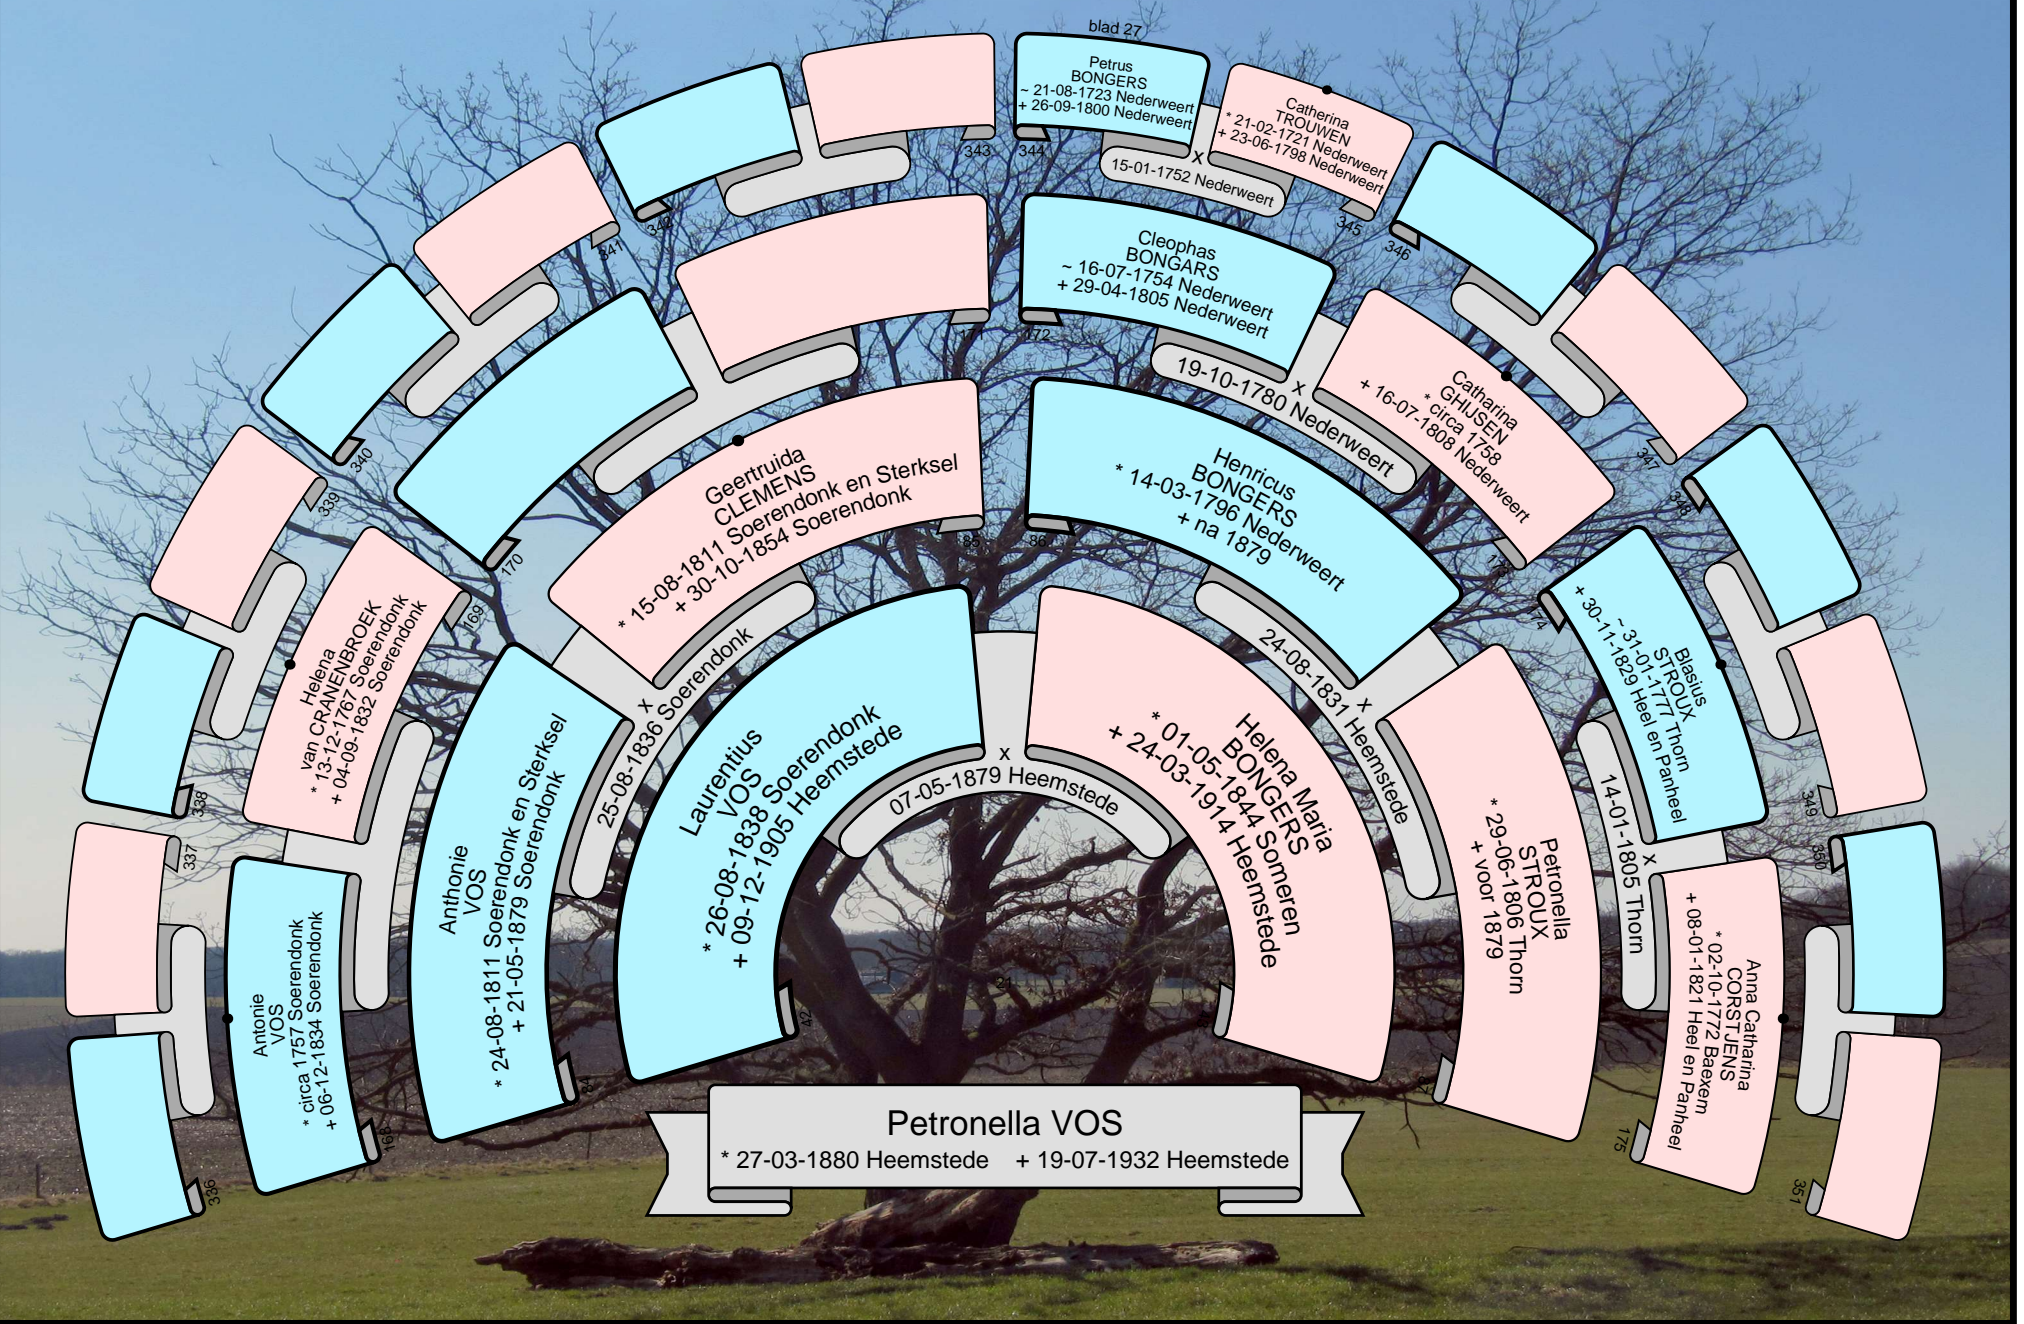 blad 27
Petrus
BONGERS
~ 21-08-1723 Nederweert
+ 26-09-1800 Nederweert
344
x
15-01-1752 Nederweert
Catherina
TROUWEN
* 21-02-1721 Nederweert
+ 23-06-1798 Nederweert
345
343
342
341
340
339
338
337
336
346
347
348
349
350
351
Cleophas
BONGARS
~ 16-07-1754 Nederweert
+ 29-04-1805 Nederweert
172
x
19-10-1780 Nederweert
Catharina
GHIJSEN
* circa 1758
+ 16-07-1808 Nederweert
173
171
170
Helena
van CRANENBROEK
* 13-12-1767 Soerendonk
+ 04-09-1832 Soerendonk
169
Antonie
VOS
* circa 1757 Soerendonk
+ 06-12-1834 Soerendonk
168
Blasius
STROUX
~ 31-01-1777 Thorn
+ 30-11-1829 Heel en Panheel
174
x
14-01-1805 Thorn
Anna Catharina
CORSTJENS
* 02-10-1772 Baexem
+ 08-01-1821 Heel en Panheel
175
Geertruida
CLEMENS
* 15-08-1811 Soerendonk en Sterksel
+ 30-10-1854 Soerendonk
85
x
25-08-1836 Soerendonk
Anthonie
VOS
* 24-08-1811 Soerendonk en Sterksel
+ 21-05-1879 Soerendonk
84
Henricus
BONGERS
* 14-03-1796 Nederweert
+ na 1879
86
x
24-08-1831 Heemstede
Petronella
STROUX
* 29-06-1806 Thorn
+ voor 1879
Laurentius
VOS
* 26-08-1838 Soerendonk
+ 09-12-1905 Heemstede
42
x
07-05-1879 Heemstede
Helena Maria
BONGERS
* 01-05-1844 Someren
+ 24-03-1914 Heemstede
21
Petronella VOS
* 27-03-1880 Heemstede + 19-07-1932 Heemstede